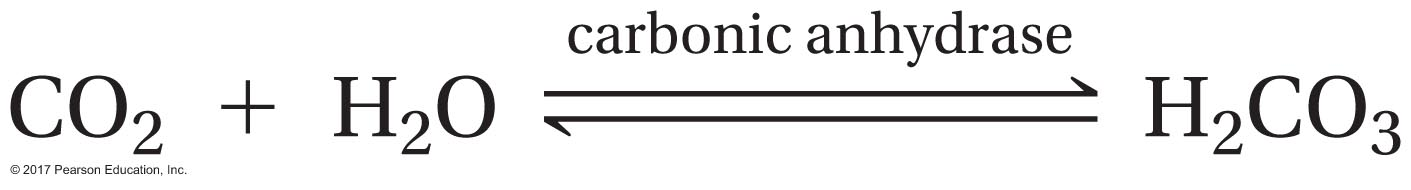 carbonic anhydrase
CO₂ + H₂O ⇌ H₂CO₃
© 2017 Pearson Education, Inc.